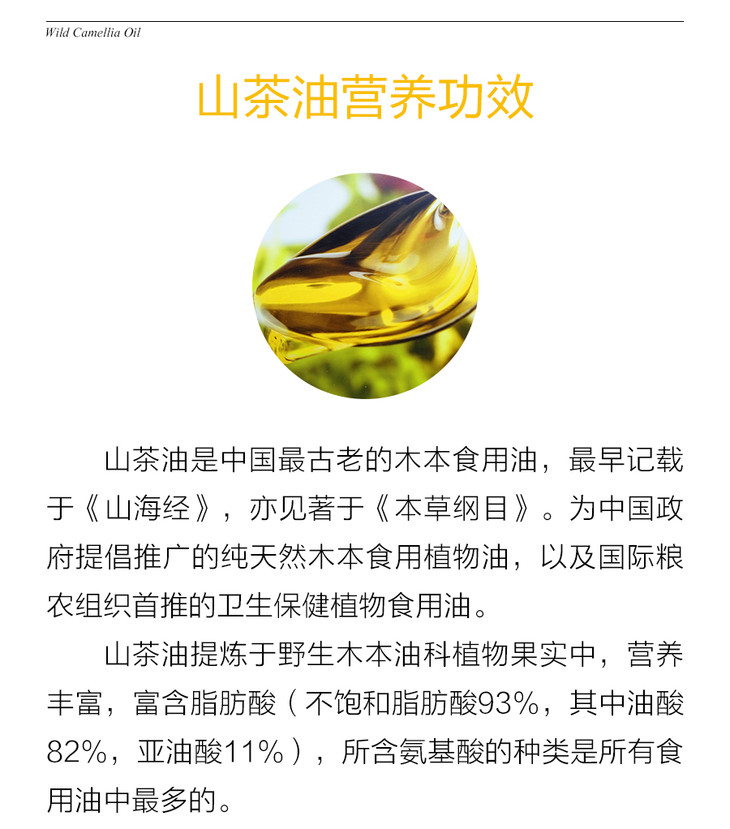 Wild Camellia Oil
山茶油营养功效
山茶油是中国最古老的木本食用油，最早记载
于《山海经》，亦见著于《本草纲目》。为中国政
府提倡推广的纯天然木本食用植物油，以及国际粮
农组织首推的卫生保健植物食用油。
山茶油提炼于野生木本油科植物果实中，营养
丰富，富含脂肪酸（不饱和脂肪酸93%，其中油酸
82%，亚油酸11%），所含氨基酸的种类是所有食
用油中最多的。